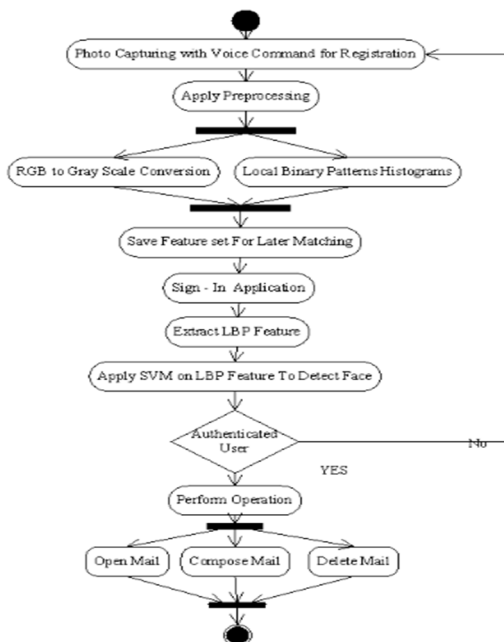 Photo Capturing with Voice Command for Registration
Apply Preprocessing
RGB to Gray Scale Conversion
Local Binary Patterns Histograms
Save Feature set For Later Matching
Sign - In Application
Extract LBP Feature
Apply SVM on LBP Feature To Detect Face
Authenticated
User
No
YES
Perform Operation
Open Mail
Compose Mail
Delete Mail